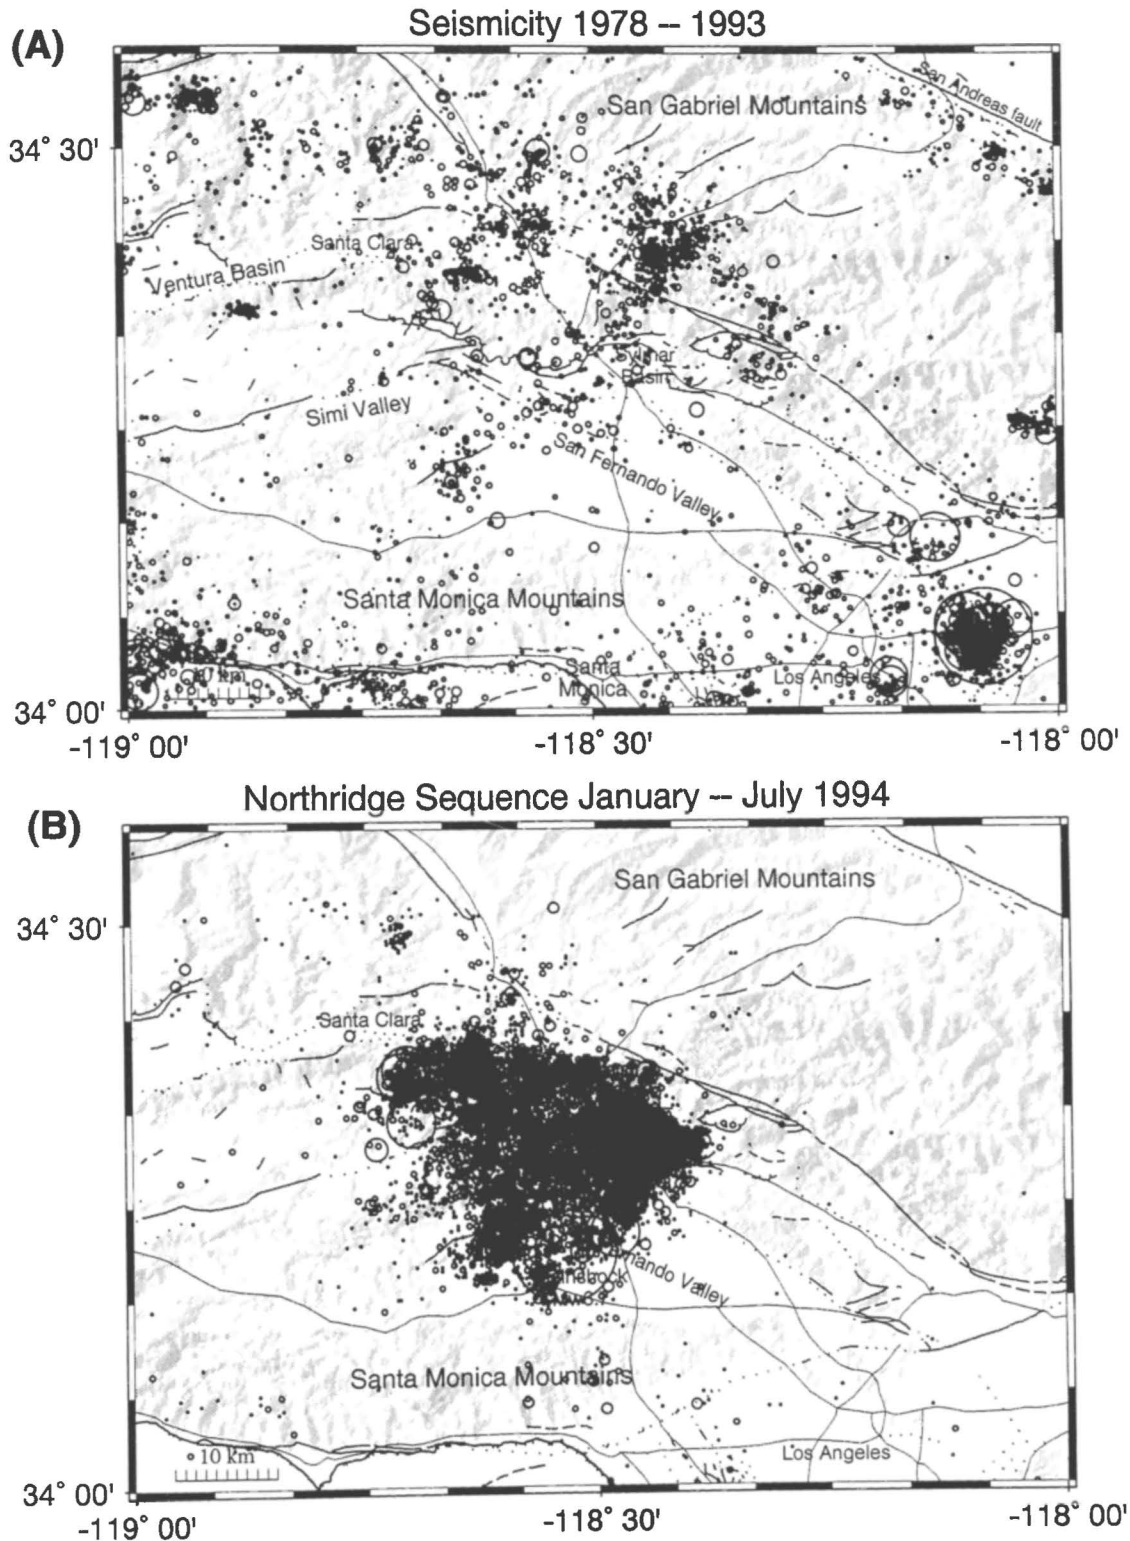 Seismicity 1978 -- 1993
(A)
San Gabriel Mountains
San Andreas fault
34° 30'
Santa Clara
Ventura Basin
Sylmar
Basin
Simi Valley
San Fernando Valley
Santa Monica Mountains
km
Santa
Monica
Los Angeles
34° 00'
-119° 00'
-118° 30'
-118° 00'
Northridge Sequence January -- July 1994
(B)
San Gabriel Mountains
34° 30'
Santa Clara
nando Valley
Santa Monica Mountains
10 km
Los Angeles
34° 00'
-119° 00'
-118° 30'
-118° 00'